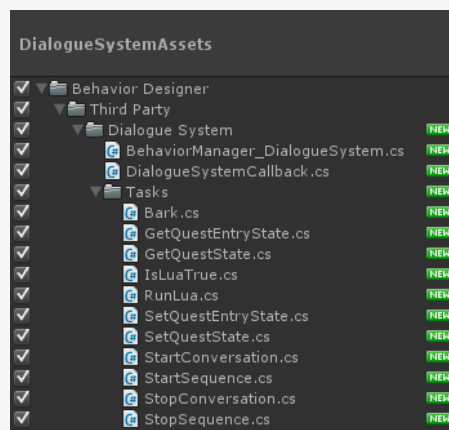 DialogueSystemAssets
Behavior Designer
Third Party
Dialogue System NEW
BehaviorManager_DialogueSystem.cs NEW
DialogueSystemCallback.cs NEW
Tasks NEW
Bark.cs NEW
GetQuestEntryState.cs NEW
GetQuestState.cs NEW
IsLuaTrue.cs NEW
RunLua.cs NEW
SetQuestEntryState.cs NEW
SetQuestState.cs NEW
StartConversation.cs NEW
StartSequence.cs NEW
StopConversation.cs NEW
StopSequence.cs NEW